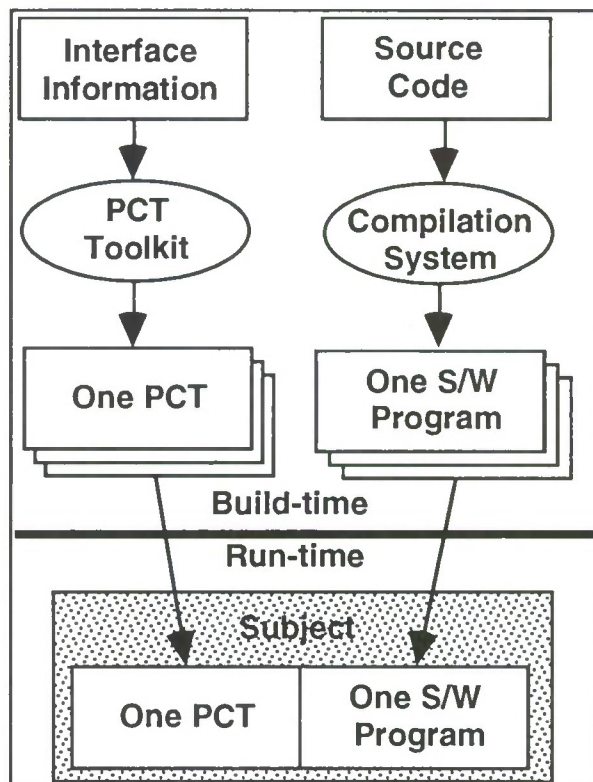 Interface
Information
Source
Code
PCT
Toolkit
Compilation
System
One PCT
One S/W
Program
Build-time
Run-time
Subject
One PCT
One S/W
Program